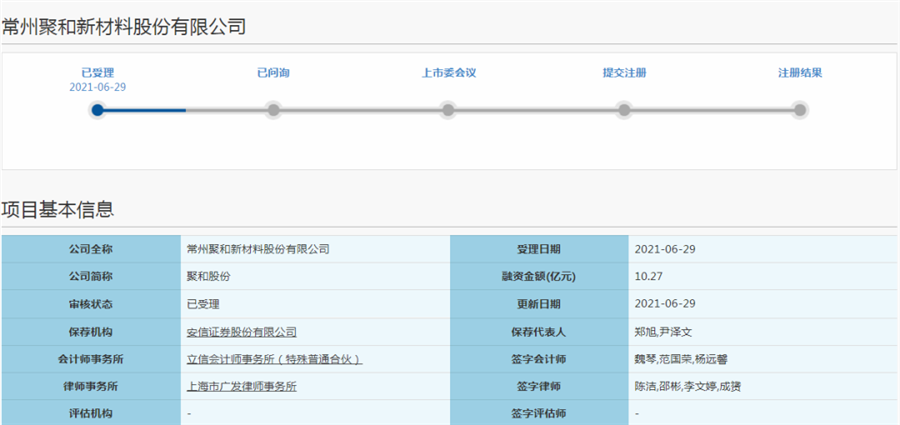 常州聚和新材料股份有限公司
已受理 已问询 上市委会议 提交注册 注册结果
2021-06-29
项目基本信息
公司全称 常州聚和新材料股份有限公司 受理日期 2021-06-29
公司简称 聚和股份 融资金额(亿元) 10.27
审核状态 已受理 更新日期 2021-06-29
保荐机构 安信证券股份有限公司 保荐代表人 郑旭,尹泽文
会计师事务所 立信会计师事务所（特殊普通合伙） 签字会计师 魏琴,范国荣,杨远馨
律师事务所 上海市广发律师事务所 签字律师 陈洁,邵彬,李文婷,成赟
评估机构 - 签字评估师 -